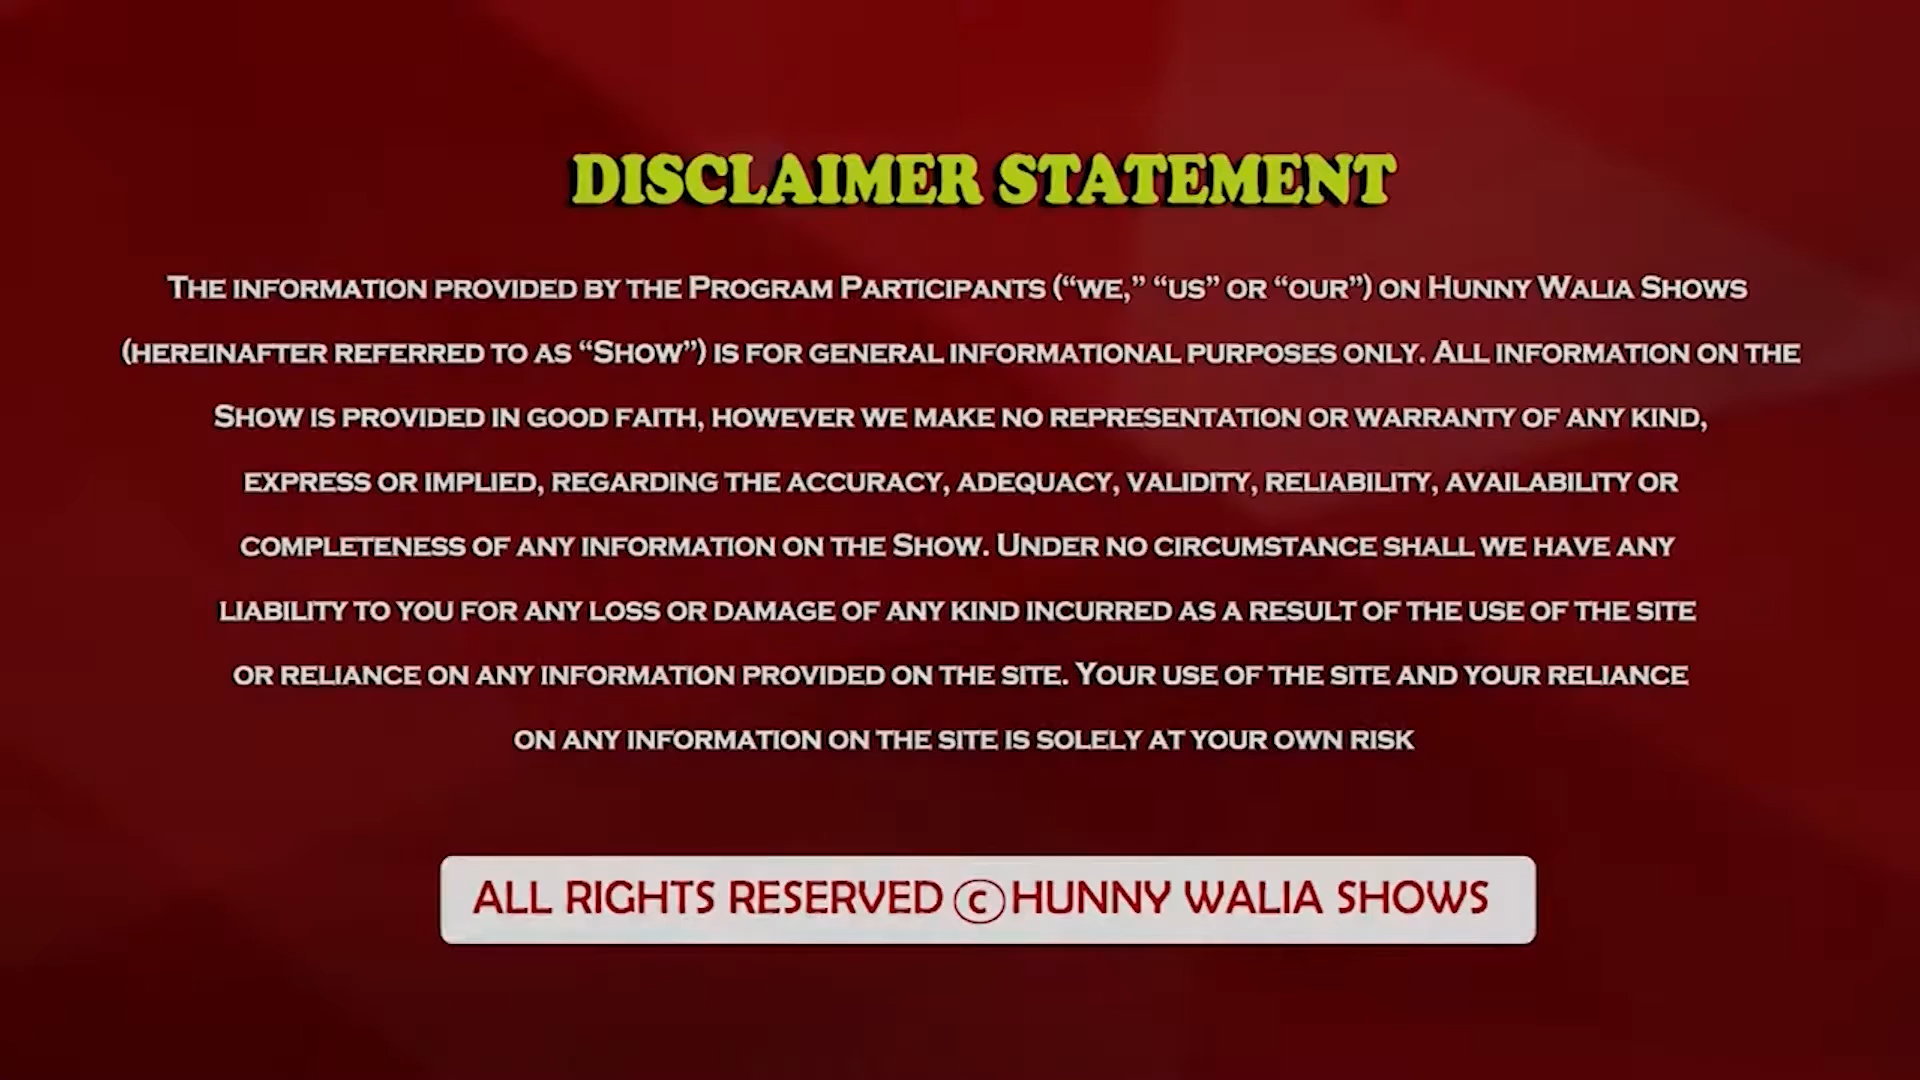 DISCLAIMER STATEMENT
The information provided by the Program Participants (“we,” “us” or “our”) on Hunny Walia Shows
(hereinafter referred to as “Show”) is for general informational purposes only. All information on the
Show is provided in good faith, however we make no representation or warranty of any kind,
express or implied, regarding the accuracy, adequacy, validity, reliability, availability or
completeness of any information on the Show. Under no circumstance shall we have any
liability to you for any loss or damage of any kind incurred as a result of the use of the site
or reliance on any information provided on the site. Your use of the site and your reliance
on any information on the site is solely at your own risk
ALL RIGHTS RESERVED © HUNNY WALIA SHOWS